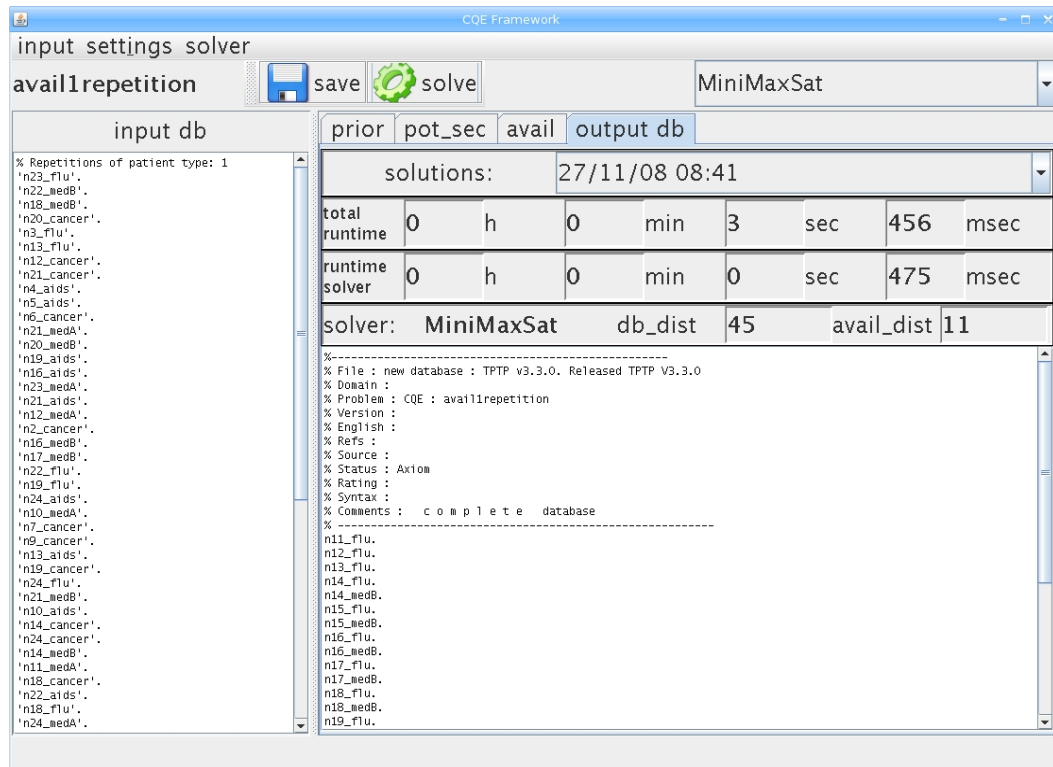 CQE Framework
input settings solver
avail1repetition save solve MiniMaxSat
input db
% Repetitions of patient type: 1
'n23_flu'.
'n22_medB'.
'n18_medB'.
'n20_cancer'.
'n3_flu'.
'n13_flu'.
'n12_cancer'.
'n21_cancer'.
'n4_aids'.
'n5_aids'.
'n6_cancer'.
'n21_medA'.
'n20_medB'.
'n19_aids'.
'n16_aids'.
'n23_medA'.
'n21_aids'.
'n12_medA'.
'n2_cancer'.
'n16_medB'.
'n17_medB'.
'n22_flu'.
'n19_flu'.
'n24_aids'.
'n10_medA'.
'n7_cancer'.
'n9_cancer'.
'n13_aids'.
'n19_cancer'.
'n24_flu'.
'n21_medB'.
'n10_aids'.
'n14_cancer'.
'n24_cancer'.
'n14_medB'.
'n11_medA'.
'n18_cancer'.
'n22_aids'.
'n18_flu'.
'n24_medA'.
prior pot_sec avail output db
solutions: 27/11/08 08:41
total runtime 0 h 0 min 3 sec 456 msec
runtime solver 0 h 0 min 0 sec 475 msec
solver: MiniMaxSat db_dist 45 avail_dist 11
%--------------------------------------------------
% File : new database : TPTP v3.3.0. Released TPTP V3.3.0
% Domain :
% Problem : CQE : avail1repetition
% Version :
% English :
% Refs :
% Source :
% Status : Axiom
% Rating :
% Syntax :
% Comments : c o m p l e t e database
% --------------------------------------------------------
n11_flu.
n12_flu.
n13_flu.
n14_flu.
n14_medB.
n15_flu.
n15_medB.
n16_flu.
n16_medB.
n17_flu.
n17_medB.
n18_flu.
n18_medB.
n19_flu.